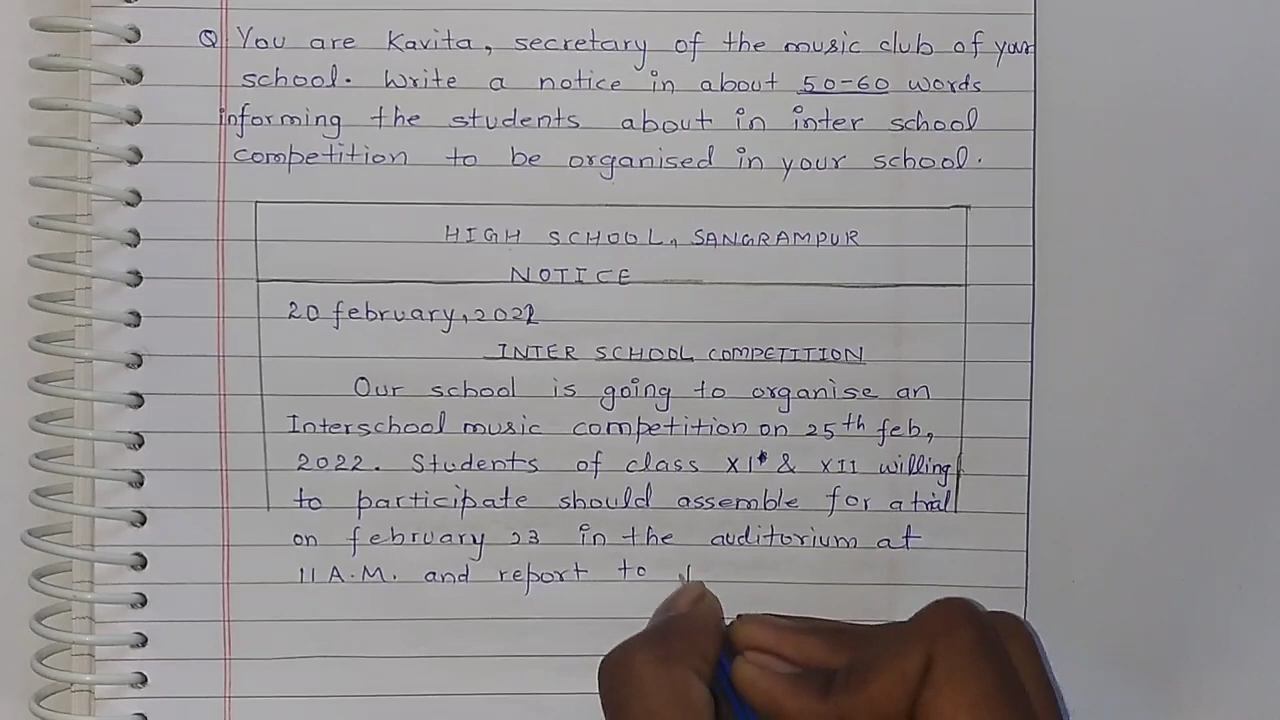 Q You are Kavita, secretary of the music club of your
school. Write a notice in about 50-60 words
informing the students about in inter school
competition to be organised in your school.
HIGH SCHOOL, SANGRAMPUR
NOTICE
20 february, 2022
INTER SCHOOL COMPETITION
Our school is going to organise an
Interschool music competition on 25th feb,
2022. Students of class XI & XII willing
to participate should assemble for a trial
on february 23 in the auditorium at
11 A.M. and report to